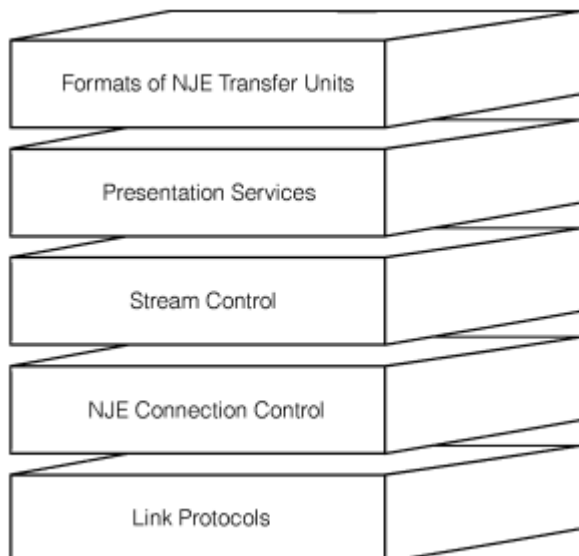 Formats of NJE Transfer Units
Presentation Services
Stream Control
NJE Connection Control
Link Protocols